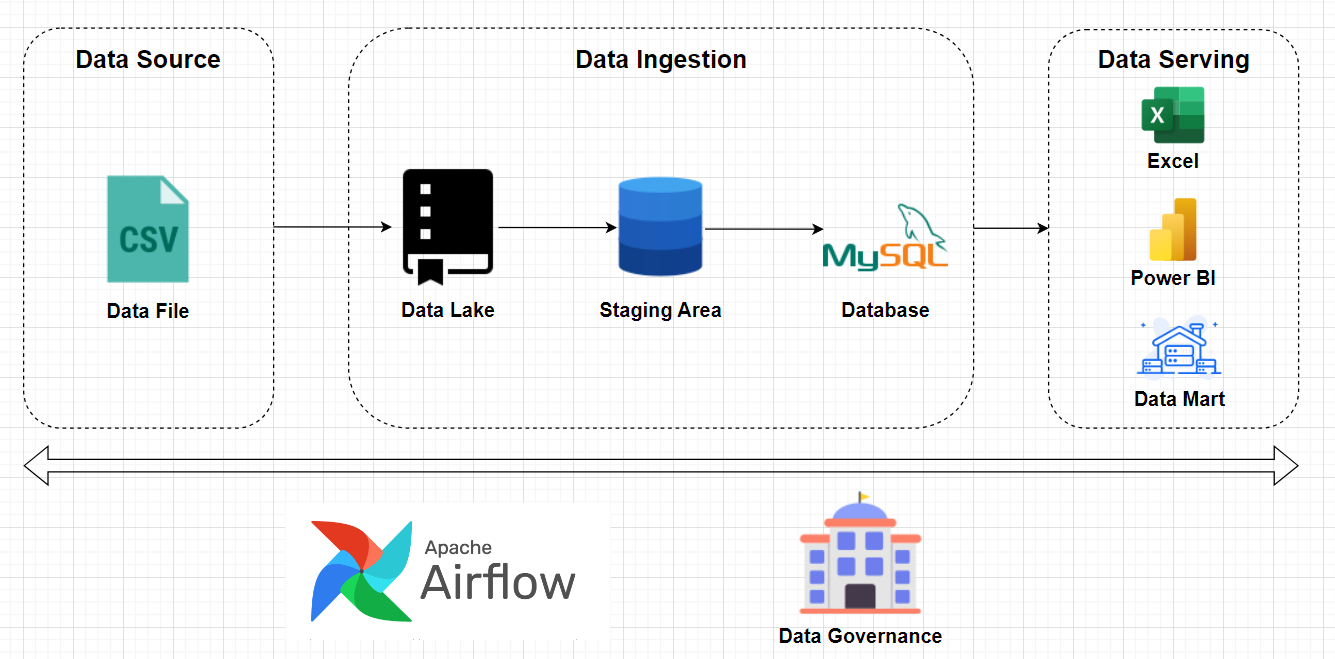 Data Source
Data Ingestion
Data Serving
X
Excel
CSV
MySQL
Power BI
Data File
Data Lake
Staging Area
Database
Data Mart
Apache
Airflow
Data Governance